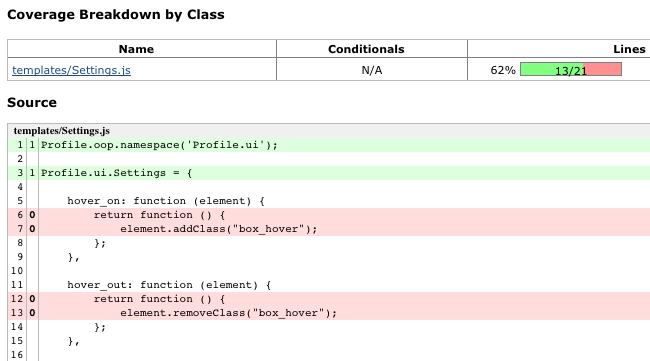 Coverage Breakdown by Class
Name Conditionals Lines
templates/Settings.js N/A 62% 13/21
Source
templates/Settings.js
1 1 Profile.oop.namespace('Profile.ui');
2
3 1 Profile.ui.Settings = {
4
5 hover_on: function (element) {
6 0 return function () {
7 0 element.addClass("box_hover");
8 };
9 },
10
11 hover_out: function (element) {
12 0 return function () {
13 0 element.removeClass("box_hover");
14 };
15 },
16